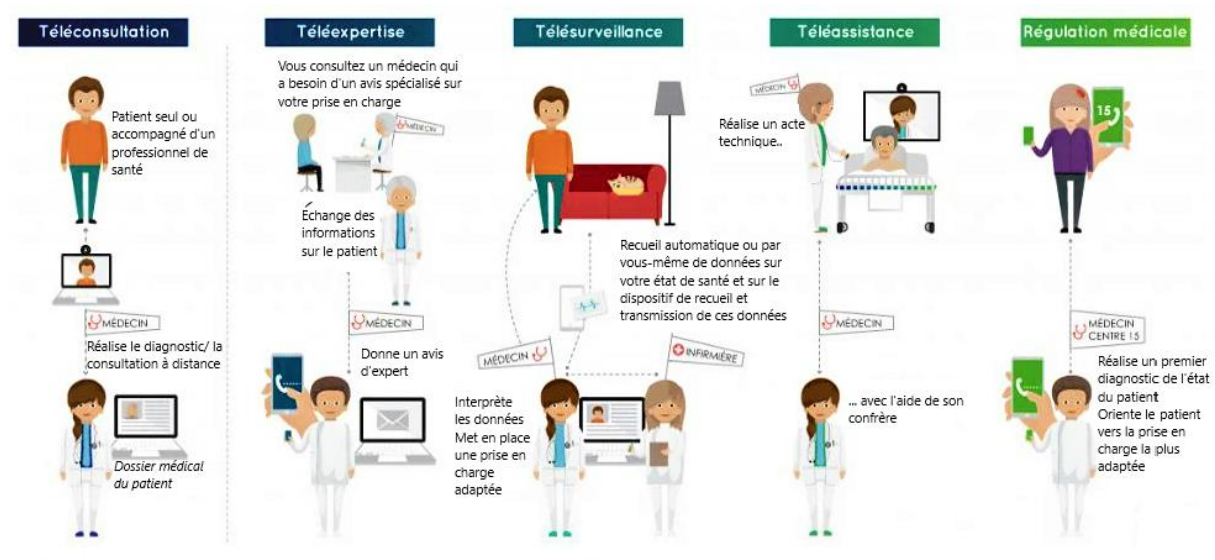 Téléconsultation
Patient seul ou
accompagné d'un
professionnel de
santé
MÉDECIN
Réalise le diagnostic/ la
consultation à distance
Dossier médical
du patient
Téléexpertise
Vous consultez un médecin qui
a besoin d'un avis spécialisé sur
votre prise en charge
MÉDECIN
Échange des
informations
sur le patient
MÉDECIN
Donne un avis
d'expert
Télésurveillance
Recueil automatique ou par
vous-même de données sur
votre état de santé et sur le
dispositif de recueil et
transmission de ces données
MÉDECIN
INFIRMIÈRE
Interprète
les données
Met en place
une prise en
charge
adaptée
Téléassistance
MÉDECIN
Réalise un acte
technique..
MÉDECIN
... avec l'aide de son
confrère
Régulation médicale
15
MÉDECIN
CENTRE 15
Réalise un premier
diagnostic de l'état
du patient
Oriente le patient
vers la prise en
charge la plus
adaptée